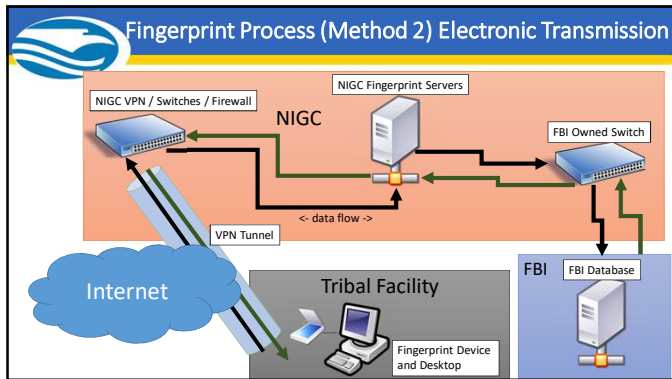 Fingerprint Process (Method 2) Electronic Transmission
NIGC Fingerprint Servers
NIGC VPN / Switches / Firewall
NIGC
FBI Owned Switch
<- data flow ->
VPN Tunnel
Internet
Tribal Facility
Fingerprint Device
and Desktop
FBI
FBI Database